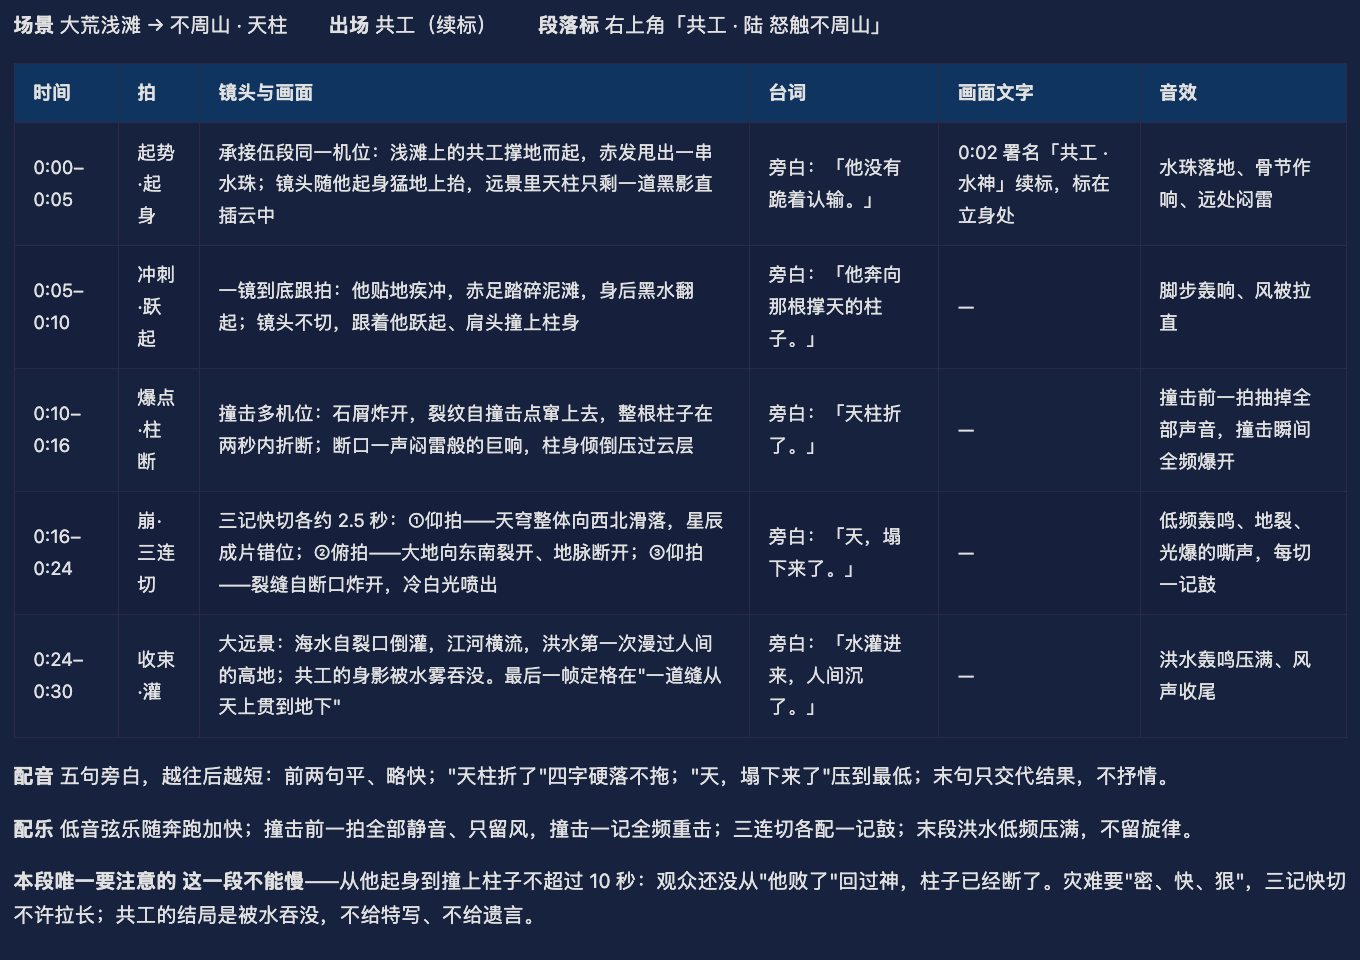 场景 大荒浅滩 → 不周山 · 天柱 出场 共工（续标） 段落标 右上角「共工 · 陆 怒触不周山」
时间 拍 镜头与画面 台词 画面文字 音效
0:00–
0:05
起势
·起
身
承接伍段同一机位：浅滩上的共工撑地而起，赤发甩出一串
水珠；镜头随他起身猛地上抬，远景里天柱只剩一道黑影直
插云中
旁白：「他没有
跪着认输。」
0:02 署名「共工 ·
水神」续标，标在
立身处
水珠落地、骨节作
响、远处闷雷
0:05–
0:10
冲刺
·跃
起
一镜到底跟拍：他贴地疾冲，赤足踏碎泥滩，身后黑水翻
起；镜头不切，跟着他跃起、肩头撞上柱身
旁白：「他奔向
那根撑天的柱
子。」
—
脚步轰响、风被拉
直
0:10–
0:16
爆点
·柱
断
撞击多机位：石屑炸开，裂纹自撞击点窜上去，整根柱子在
两秒内折断；断口一声闷雷般的巨响，柱身倾倒压过云层
旁白：「天柱折
了。」
—
撞击前一拍抽掉全
部声音，撞击瞬间
全频爆开
0:16–
0:24
崩·
三连
切
三记快切各约 2.5 秒：①仰拍——天穹整体向西北滑落，星辰
成片错位；②俯拍——大地向东南裂开、地脉断开；③仰拍
——裂缝自断口炸开，冷白光喷出
旁白：「天，塌
下来了。」
—
低频轰鸣、地裂、
光爆的嘶声，每切
一记鼓
0:24–
0:30
收束
·灌
大远景：海水自裂口倒灌，江河横流，洪水第一次漫过人间
的高地；共工的身影被水雾吞没。最后一帧定格在"一道缝从
天上贯到地下"
旁白：「水灌进
来，人间沉
了。」
—
洪水轰鸣压满、风
声收尾
配音 五句旁白，越往后越短：前两句平、略快；"天柱折了"四字硬落不拖；"天，塌下来了"压到最低；末句只交代结果，不抒情。
配乐 低音弦乐随奔跑加快；撞击前一拍全部静音、只留风，撞击一记全频重击；三连切各配一记鼓；末段洪水低频压满，不留旋律。
本段唯一要注意的 这一段不能慢——从他起身到撞上柱子不超过 10 秒：观众还没从"他败了"回过神，柱子已经断了。灾难要"密、快、狠"，三记快切
不许拉长；共工的结局是被水吞没，不给特写、不给遗言。